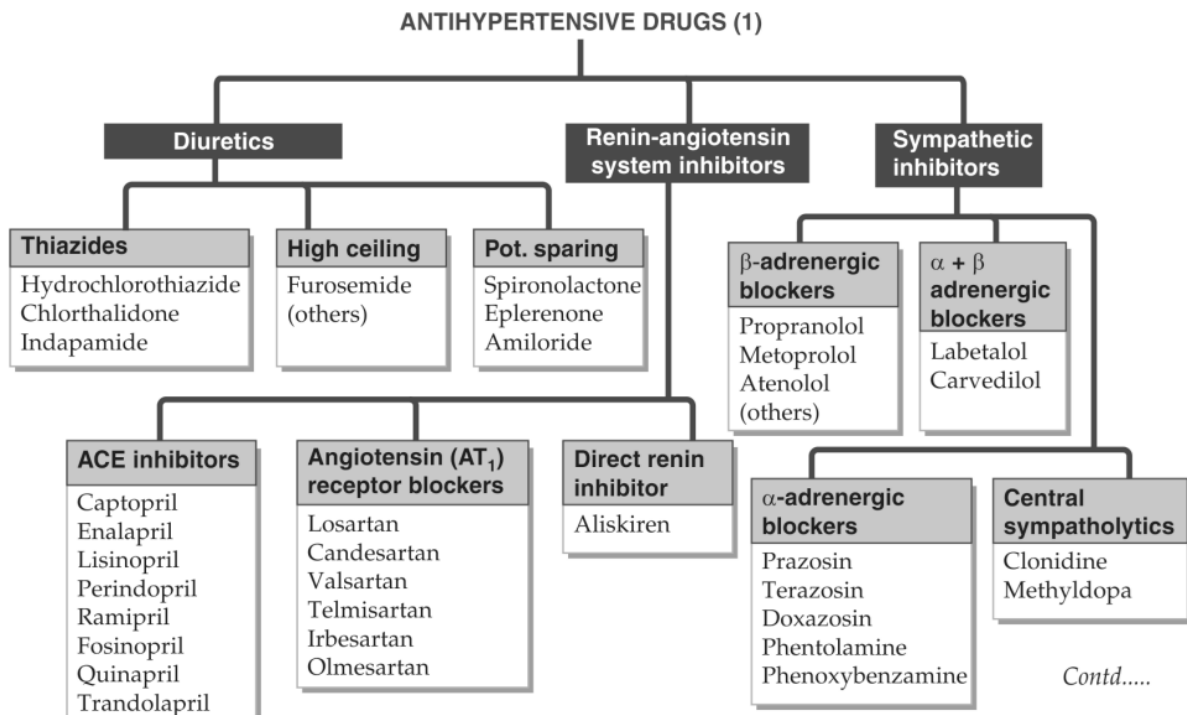 ANTIHYPERTENSIVE DRUGS (1)
Diuretics
Renin-angiotensin
system inhibitors
Sympathetic
inhibitors
Thiazides
Hydrochlorothiazide
Chlorthalidone
Indapamide
High ceiling
Furosemide
(others)
Pot. sparing
Spironolactone
Eplerenone
Amiloride
β-adrenergic
blockers
Propranolol
Metoprolol
Atenolol
(others)
α + β
adrenergic
blockers
Labetalol
Carvedilol
ACE inhibitors
Captopril
Enalapril
Lisinopril
Perindopril
Ramipril
Fosinopril
Quinapril
Trandolapril
Angiotensin (AT₁)
receptor blockers
Losartan
Candesartan
Valsartan
Telmisartan
Irbesartan
Olmesartan
Direct renin
inhibitor
Aliskiren
α-adrenergic
blockers
Prazosin
Terazosin
Doxazosin
Phentolamine
Phenoxybenzamine
Central
sympatholytics
Clonidine
Methyldopa
Contd.....